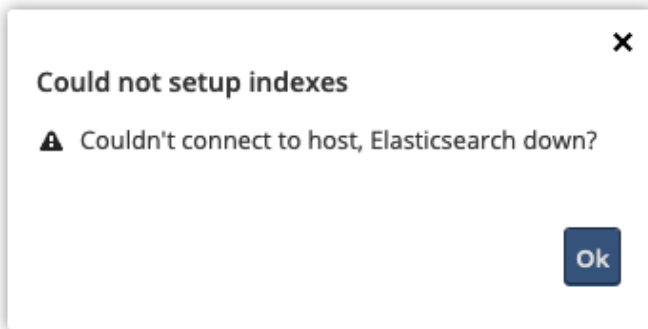 Could not setup indexes
Couldn't connect to host, Elasticsearch down?
Ok